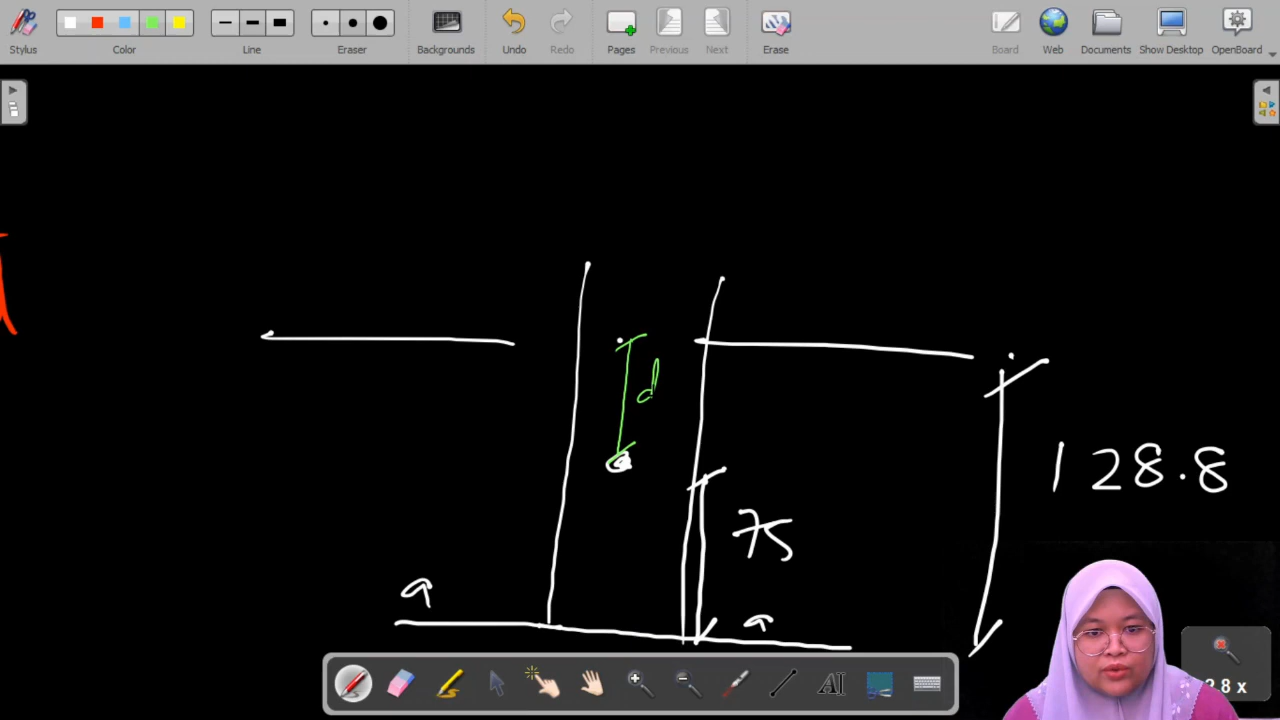 Stylus Color Line Eraser Backgrounds Undo Redo Pages Previous Next Erase Board Web Documents Show Desktop OpenBoard
d
128.8
75
a
a
AI